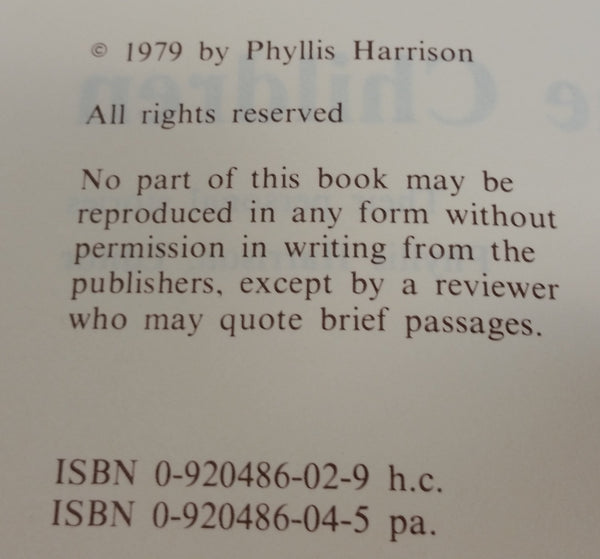 © 1979 by Phyllis Harrison
All rights reserved
No part of this book may be
reproduced in any form without
permission in writing from the
publishers, except by a reviewer
who may quote brief passages.
ISBN 0-920486-02-9 h.c.
ISBN 0-920486-04-5 pa.